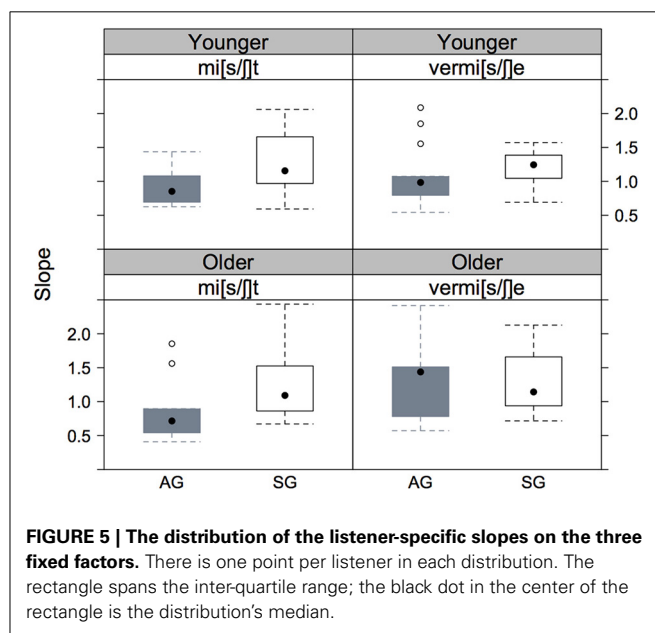 Younger Younger
mi[s/ʃ]t vermi[s/ʃ]e
2.0
1.5
1.0
0.5
Older Older
mi[s/ʃ]t vermi[s/ʃ]e
Slope
2.0
1.5
1.0
0.5
AG SG AG SG
FIGURE 5 | The distribution of the listener-specific slopes on the three
fixed factors. There is one point per listener in each distribution. The
rectangle spans the inter-quartile range; the black dot in the center of the
rectangle is the distribution's median.